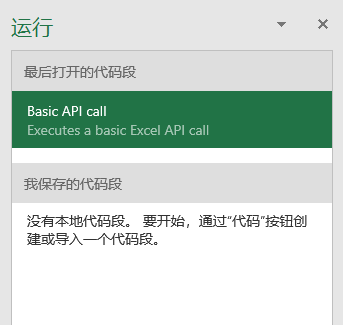 运行
最后打开的代码段
Basic API call
Executes a basic Excel API call
我保存的代码段
没有本地代码段。 要开始，通过“代码”按钮创
建或导入一个代码段。